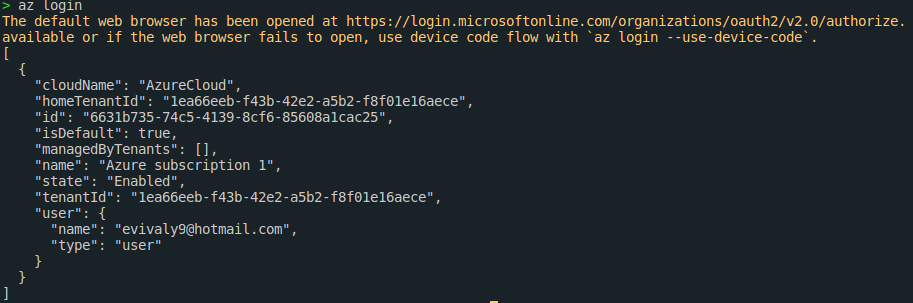 > az login
The default web browser has been opened at https://login.microsoftonline.com/organizations/oauth2/v2.0/authorize.
available or if the web browser fails to open, use device code flow with `az login --use-device-code`.
[
  {
    "cloudName": "AzureCloud",
    "homeTenantId": "1ea66eeb-f43b-42e2-a5b2-f8f01e16aece",
    "id": "6631b735-74c5-4139-8cf6-85608a1cac25",
    "isDefault": true,
    "managedByTenants": [],
    "name": "Azure subscription 1",
    "state": "Enabled",
    "tenantId": "1ea66eeb-f43b-42e2-a5b2-f8f01e16aece",
    "user": {
      "name": "evivaly9@hotmail.com",
      "type": "user"
    }
  }
]